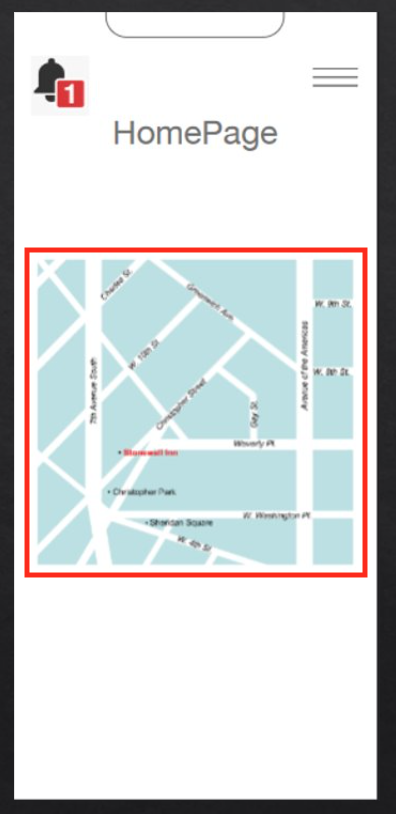 1
HomePage
Charles St.
Greenwich Ave.
W. 9th St.
W. 10th St.
7th Avenue South
Avenue of the Americas
W. 8th St.
Christopher Street
Gay St.
Waverly Pl.
• Stonewall Inn
• Christopher Park
• Sheridan Square
W. Washington Pl.
W. 4th St.